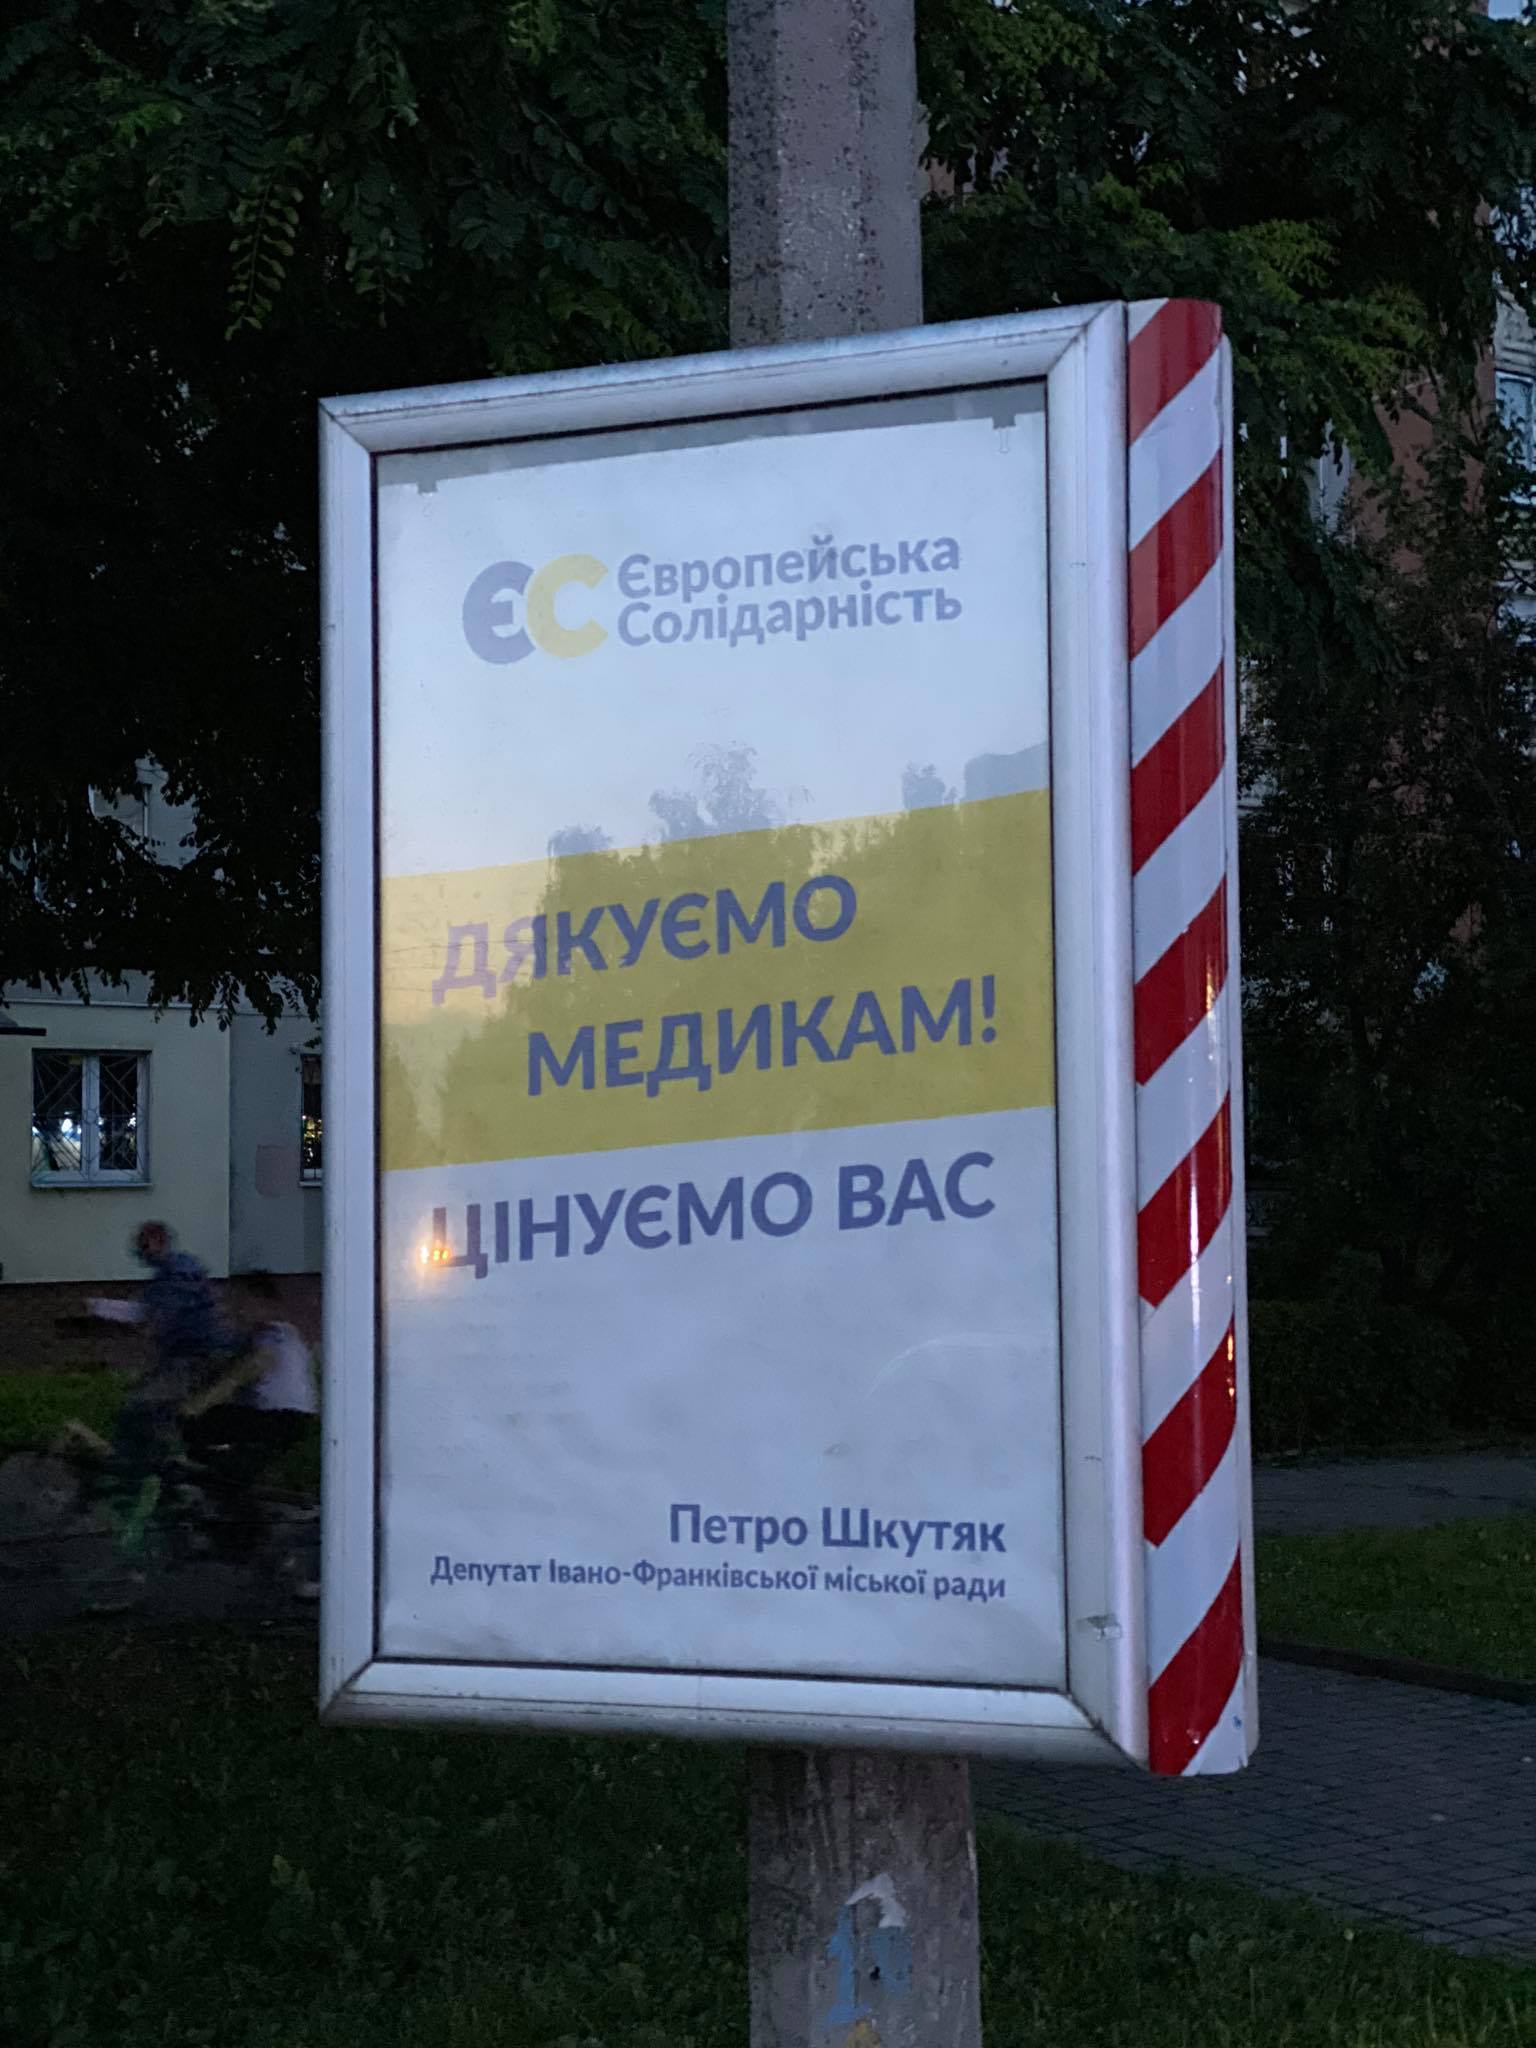 ЄС Європейська
Солідарність
ДЯКУЄМО
МЕДИКАМ!
ЦІНУЄМО ВАС
Петро Шкутяк
Депутат Івано-Франківської міської ради